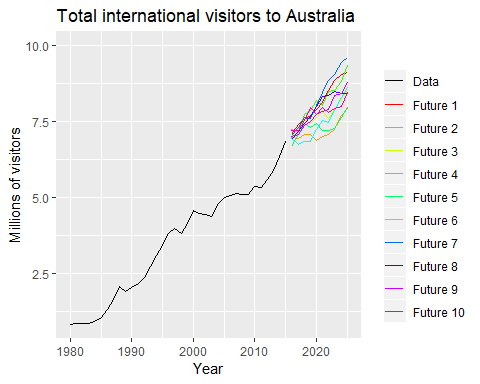 Total international visitors to Australia
Millions of visitors
10.0
7.5
5.0
2.5
1980 1990 2000 2010 2020
Year
Data
Future 1
Future 2
Future 3
Future 4
Future 5
Future 6
Future 7
Future 8
Future 9
Future 10